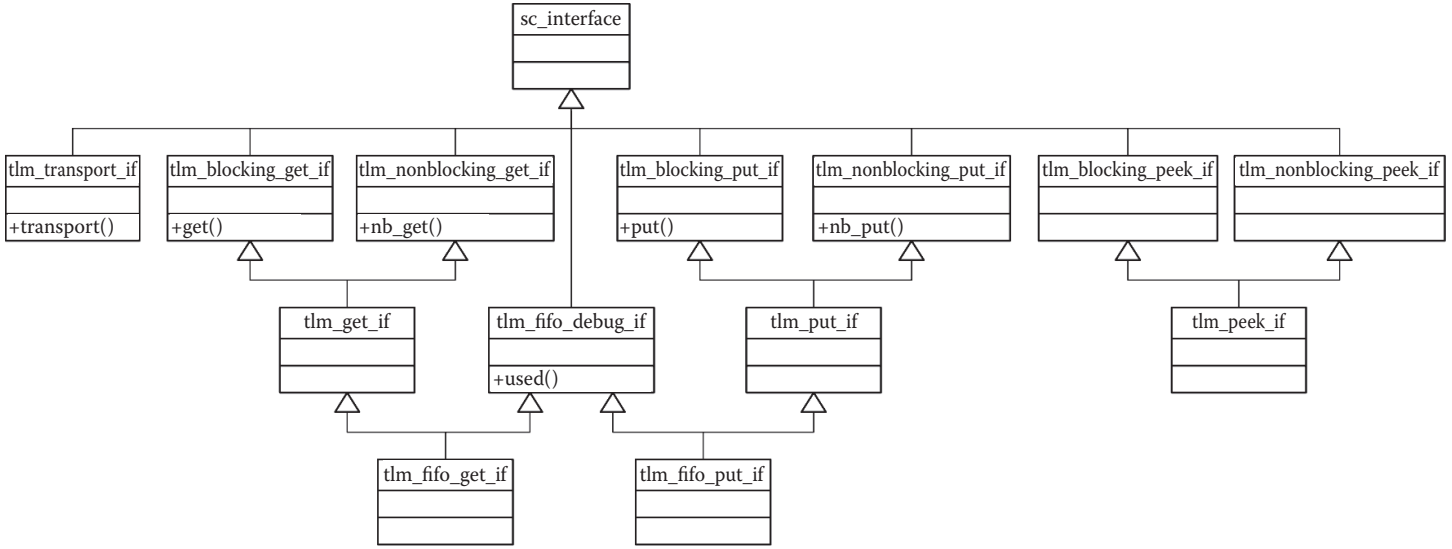 sc_interface
tlm_transport_if
tlm_blocking_get_if
tlm_nonblocking_get_if
tlm_blocking_put_if
tlm_nonblocking_put_if
tlm_blocking_peek_if
tlm_nonblocking_peek_if
+transport()
+get()
+nb_get()
+put()
+nb_put()
tlm_get_if
tlm_fifo_debug_if
tlm_put_if
tlm_peek_if
+used()
tlm_fifo_get_if
tlm_fifo_put_if